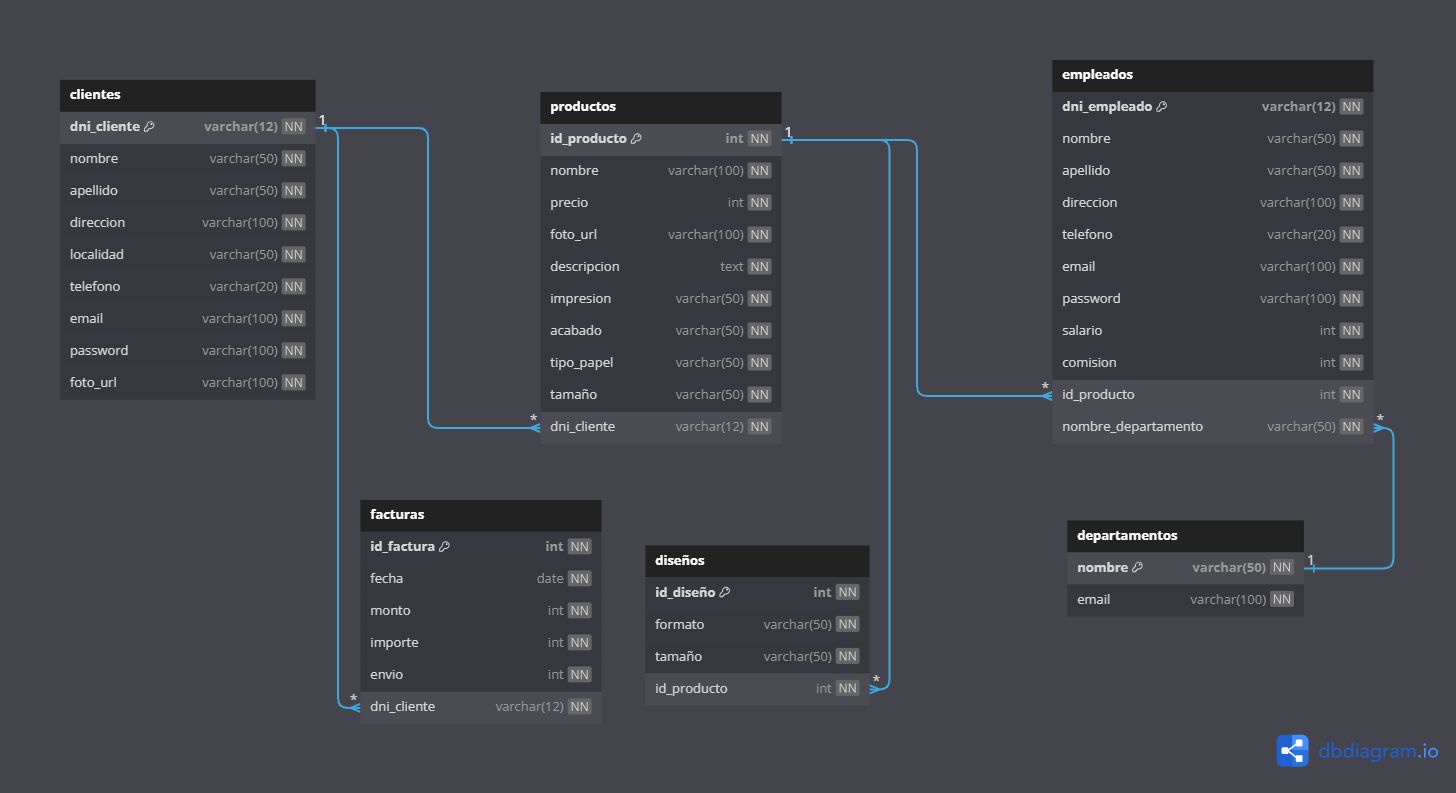 clientes
dni_cliente varchar(12) NN
nombre varchar(50) NN
apellido varchar(50) NN
direccion varchar(100) NN
localidad varchar(50) NN
telefono varchar(20) NN
email varchar(100) NN
password varchar(100) NN
foto_url varchar(100) NN
1
productos
id_producto int NN
nombre varchar(100) NN
precio int NN
foto_url varchar(100) NN
descripcion text NN
impresion varchar(50) NN
acabado varchar(50) NN
tipo_papel varchar(50) NN
tamaño varchar(50) NN
* dni_cliente varchar(12) NN
1
empleados
dni_empleado varchar(12) NN
nombre varchar(50) NN
apellido varchar(50) NN
direccion varchar(100) NN
telefono varchar(20) NN
email varchar(100) NN
password varchar(100) NN
salario int NN
comision int NN
* id_producto int NN
nombre_departamento varchar(50) NN *
facturas
id_factura int NN
fecha date NN
monto int NN
importe int NN
envio int NN
* dni_cliente varchar(12) NN
diseños
id_diseño int NN
formato varchar(50) NN
tamaño varchar(50) NN
id_producto int NN *
departamentos
nombre varchar(50) NN 1
email varchar(100) NN
dbdiagram.io